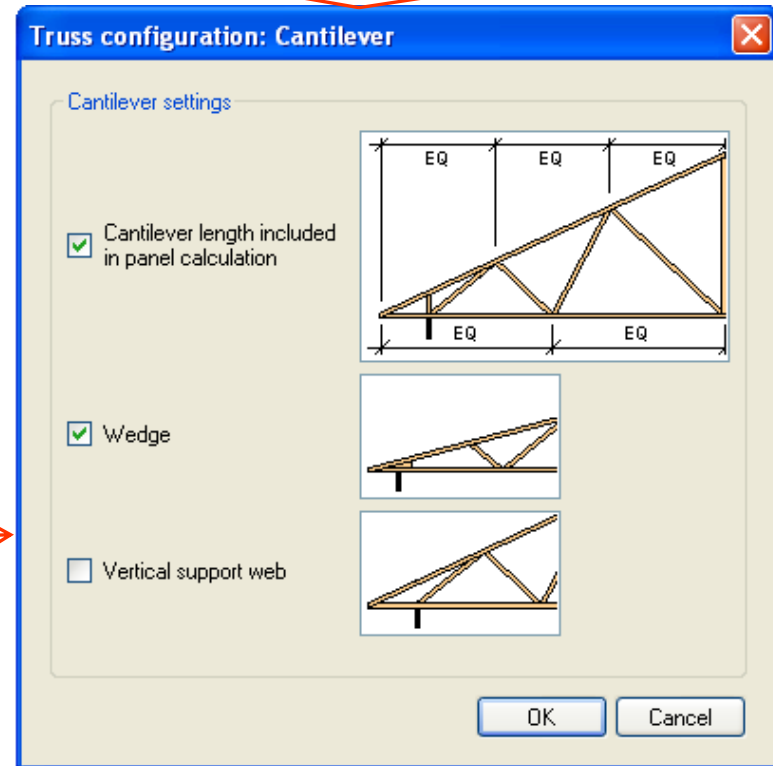 Truss configuration: Cantilever
Cantilever settings
EQ EQ EQ
Cantilever length included
in panel calculation
EQ EQ
Wedge
Vertical support web
OK Cancel